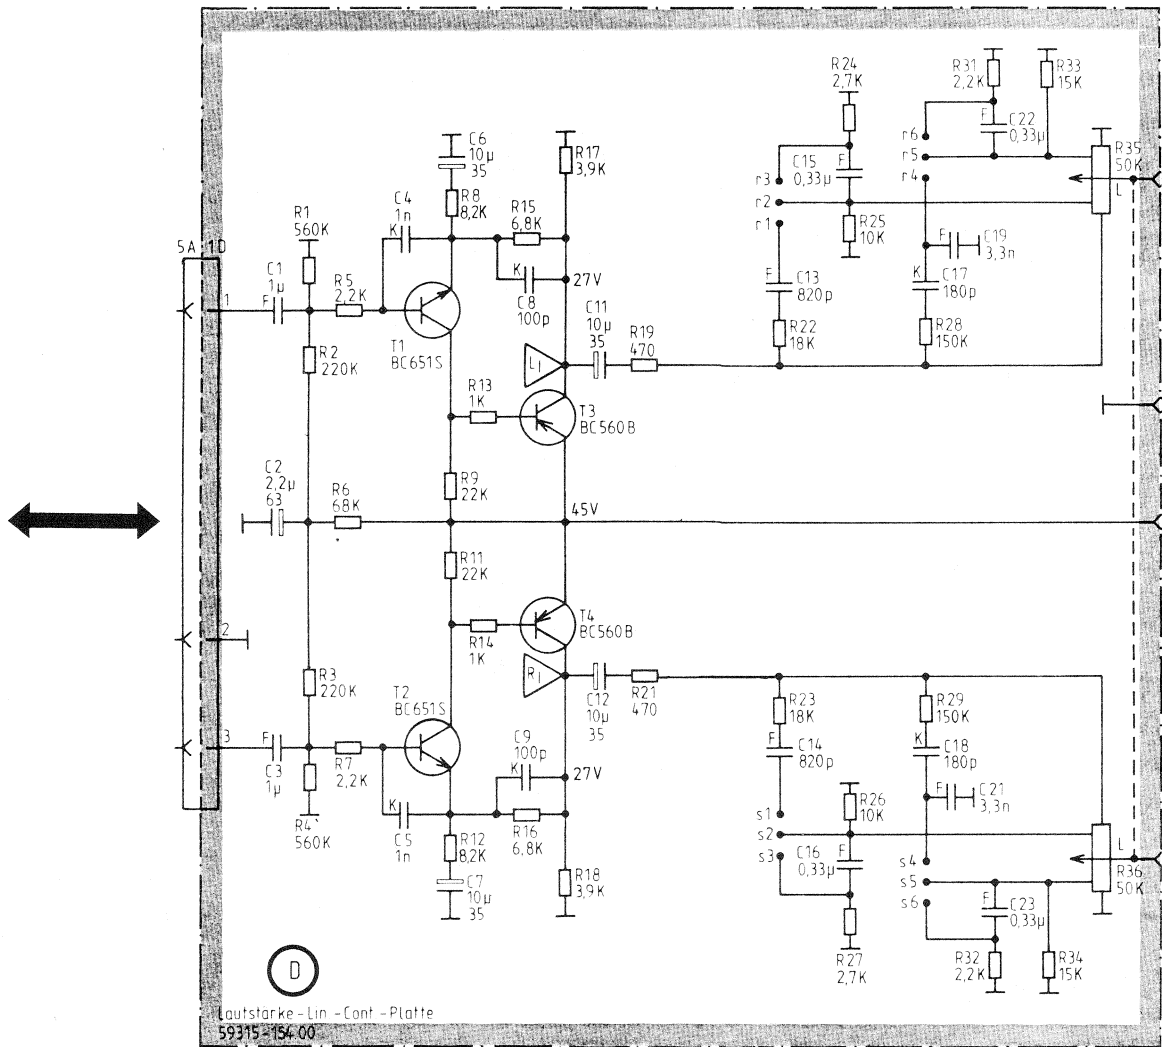 R24
2,7K
R31
2,2K
R33
15K
C22
0,33µ
F
r6
r5
r4
R35
50K
L
C6
10µ
35
R17
3,9K
C15
0,33µ
F
r3
r2
r1
R8
8,2K
C4
1n
K
R15
6,8K
R1
560K
R25
10K
F
C19
3,3n
5A 1D
C1
1µ
F
R5
2,2K
K
C8
100p
27V
F
C13
820p
K
C17
180p
1
C11
10µ
35
R19
470
R22
18K
R28
150K
T1
BC651S
R2
220K
L1
R13
1K
T3
BC560B
C2
2,2µ
63
R6
68K
R9
22K
45V
R11
22K
T4
BC560B
2
R14
1K
R3
220K
R1
C12
10µ
35
R21
470
T2
BC651S
R23
18K
R29
150K
3
F
C3
1µ
R7
2,2K
C9
100p
K
27V
F
C14
820p
K
C18
180p
F
C21
3,3n
R4
560K
K
C5
1n
R12
8,2K
R16
6,8K
s1
s2
s3
R26
10K
C16
0,33µ
F
s4
s5
s6
L
R36
50K
C7
10µ
35
R18
3,9K
F
C23
0,33µ
R27
2,7K
R32
2,2K
R34
15K
D
Lautstärke-Lin.-Cont.-Platte
59315-154.00